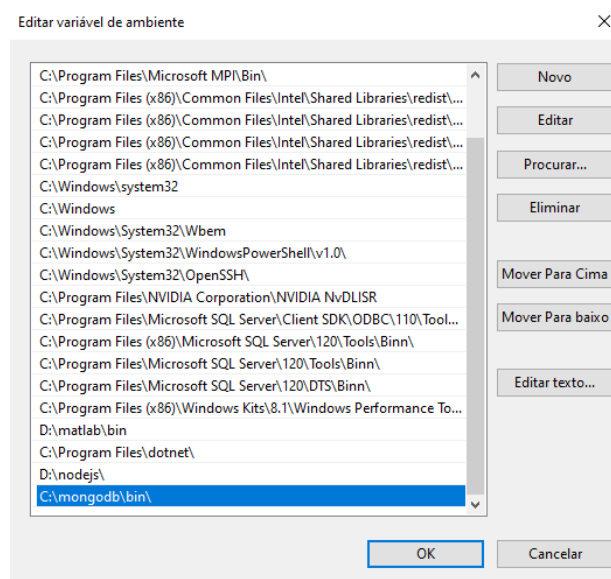 Editar variável de ambiente
C:\Program Files\Microsoft MPI\Bin\
C:\Program Files (x86)\Common Files\Intel\Shared Libraries\redist\...
C:\Program Files (x86)\Common Files\Intel\Shared Libraries\redist\...
C:\Program Files (x86)\Common Files\Intel\Shared Libraries\redist\...
C:\Program Files (x86)\Common Files\Intel\Shared Libraries\redist\...
C:\Windows\system32
C:\Windows
C:\Windows\System32\Wbem
C:\Windows\System32\WindowsPowerShell\v1.0\
C:\Windows\System32\OpenSSH\
C:\Program Files\NVIDIA Corporation\NVIDIA NvDLISR
C:\Program Files\Microsoft SQL Server\Client SDK\ODBC\110\Tool...
C:\Program Files (x86)\Microsoft SQL Server\120\Tools\Binn\
C:\Program Files\Microsoft SQL Server\120\Tools\Binn\
C:\Program Files\Microsoft SQL Server\120\DTS\Binn\
C:\Program Files (x86)\Windows Kits\8.1\Windows Performance To...
D:\matlab\bin
C:\Program Files\dotnet\
D:\nodejs\
C:\mongodb\bin\
Novo
Editar
Procurar...
Eliminar
Mover Para Cima
Mover Para baixo
Editar texto...
OK
Cancelar